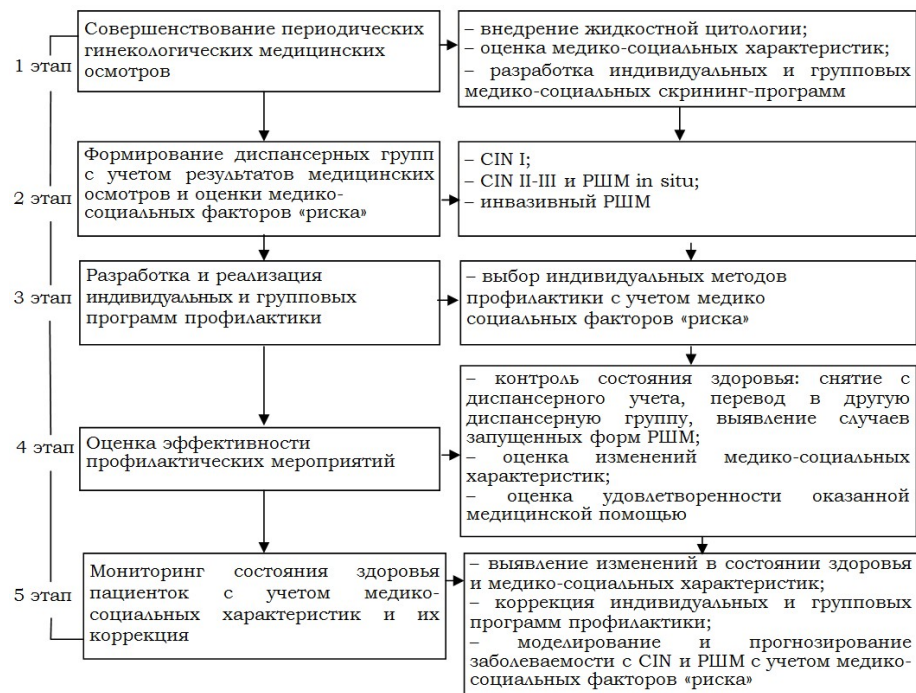 1 этап
Совершенствование периодических
гинекологических медицинских
осмотров
– внедрение жидкостной цитологии;
– оценка медико-социальных характеристик;
– разработка индивидуальных и групповых
медико-социальных скрининг-программ
2 этап
Формирование диспансерных групп
с учетом результатов медицинских
осмотров и оценки медико-
социальных факторов «риска»
– CIN I;
– CIN II-III и РШМ in situ;
– инвазивный РШМ
3 этап
Разработка и реализация
индивидуальных и групповых
программ профилактики
– выбор индивидуальных методов
профилактики с учетом медико
социальных факторов «риска»
4 этап
Оценка эффективности
профилактических мероприятий
– контроль состояния здоровья: снятие с
диспансерного учета, перевод в другую
диспансерную группу, выявление случаев
запущенных форм РШМ;
– оценка изменений медико-социальных
характеристик;
– оценка удовлетворенности оказанной
медицинской помощью
5 этап
Мониторинг состояния здоровья
пациенток с учетом медико-
социальных характеристик и их
коррекция
– выявление изменений в состоянии здоровья
и медико-социальных характеристик;
– коррекция индивидуальных и групповых
программ профилактики;
– моделирование и прогнозирование
заболеваемости с CIN и РШМ с учетом медико-
социальных факторов «риска»